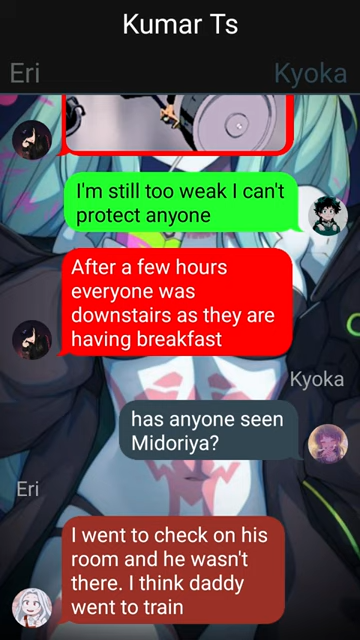 Kumar Ts
Eri
Kyoka
I'm still too weak I can't
protect anyone
After a few hours
everyone was
downstairs as they are
having breakfast
Kyoka
has anyone seen
Midoriya?
Eri
I went to check on his
room and he wasn't
there. I think daddy
went to train